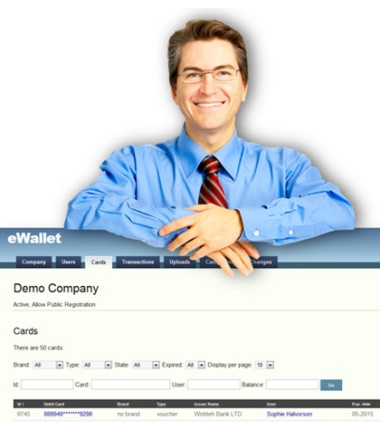 eWallet
Company Users Cards Transactions Uploads
Demo Company
Active, Allow Public Registration
Cards
There are 50 cards
Brand: All Type: All State: All Expired: All Display per page: 10
Id: Card: User: Balance: Go
Id Debit Card Brand Type Issuer Name User Exp. date
9745 889949******9298 no brand voucher Webteh Bank LTD. Sophie Halvorson 05-2015